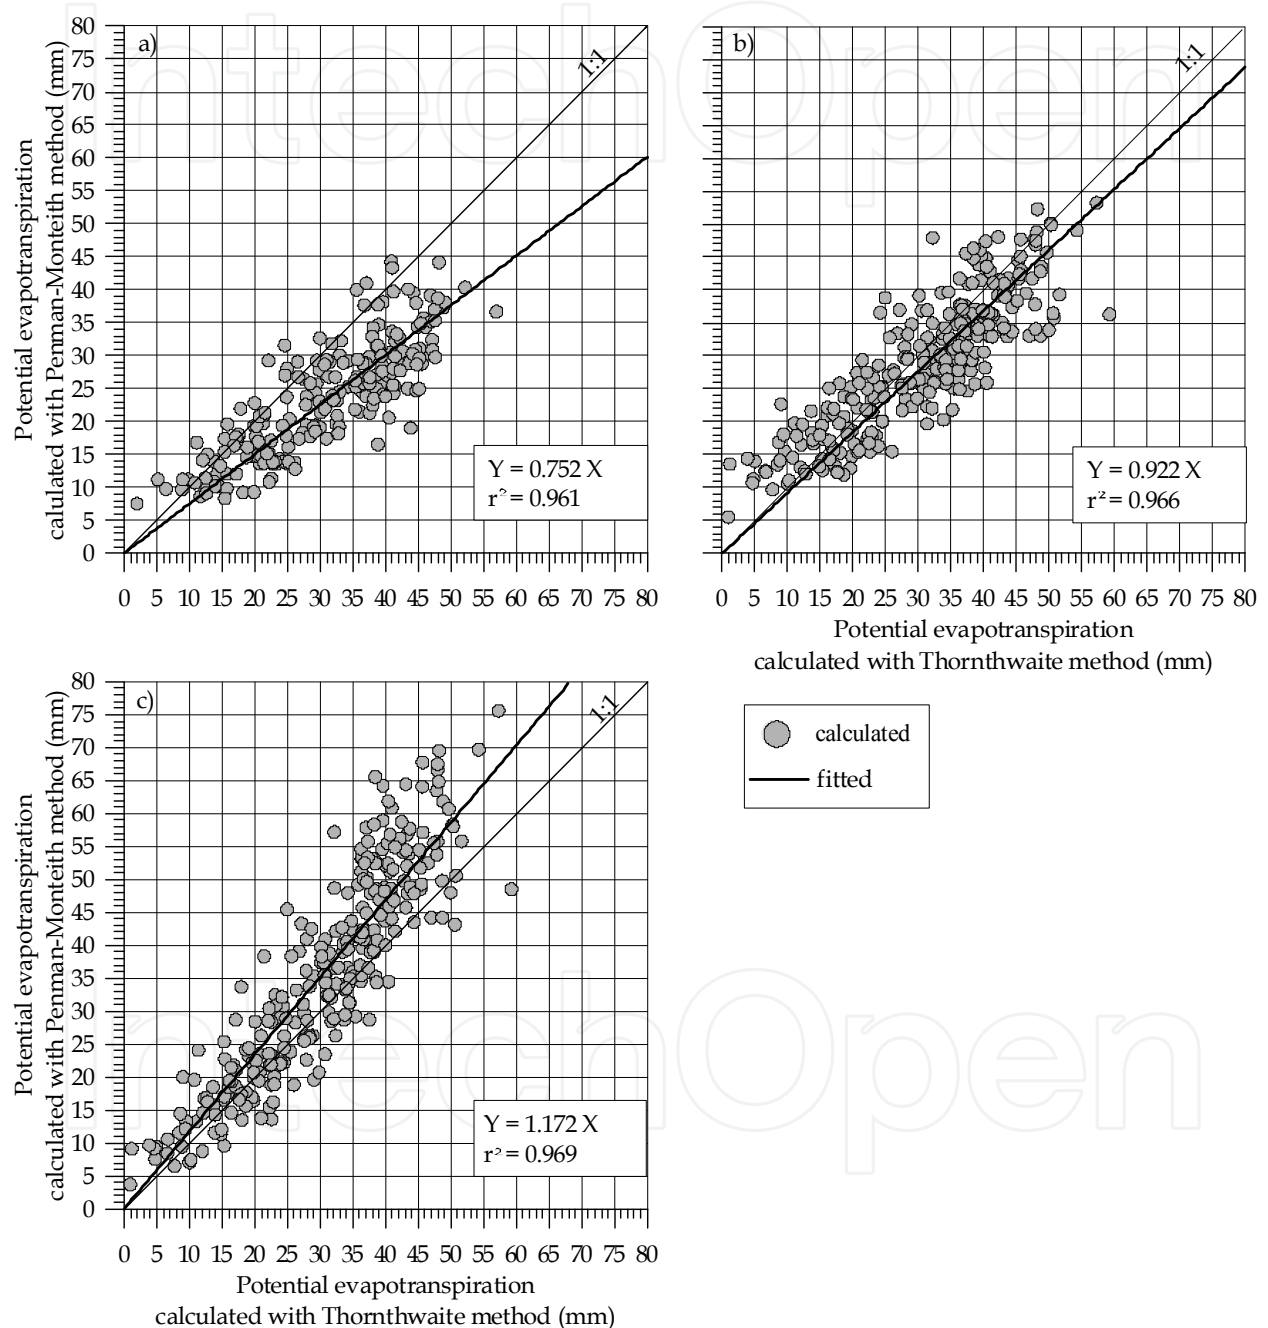 IntechOpen
a)
1:1
80
75
70
65
60
55
50
45
40
35
30
25
20
15
10
5
0
Potential evapotranspiration
calulated with Penman-Monteith method (mm)
Y = 0.752 X
r² = 0.961
0 5 10 15 20 25 30 35 40 45 50 55 60 65 70 75 80
b)
1:1
Y = 0.922 X
r² = 0.966
0 5 10 15 20 25 30 35 40 45 50 55 60 65 70 75 80
Potential evapotranspiration
calculated with Thornthwaite method (mm)
calculated
fitted
c)
1:1
80
75
70
65
60
55
50
45
40
35
30
25
20
15
10
5
0
Potential evapotranspiration
calculated with Penman-Monteith method (mm)
Y = 1.172 X
r² = 0.969
0 5 10 15 20 25 30 35 40 45 50 55 60 65 70 75 80
Potential evapotranspiration
calculated with Thornthwaite method (mm)
IntechOpen